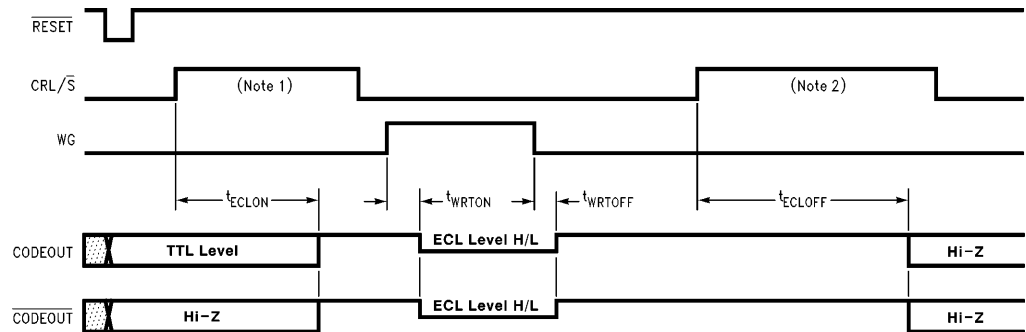 RESET
CRL/S̅ (Note 1) (Note 2)
WG
tECLON tWRTON tWRTOFF tECLOFF
CODEOUT TTL Level ECL Level H/L Hi-Z
CODEOUT Hi-Z ECL Level H/L Hi-Z